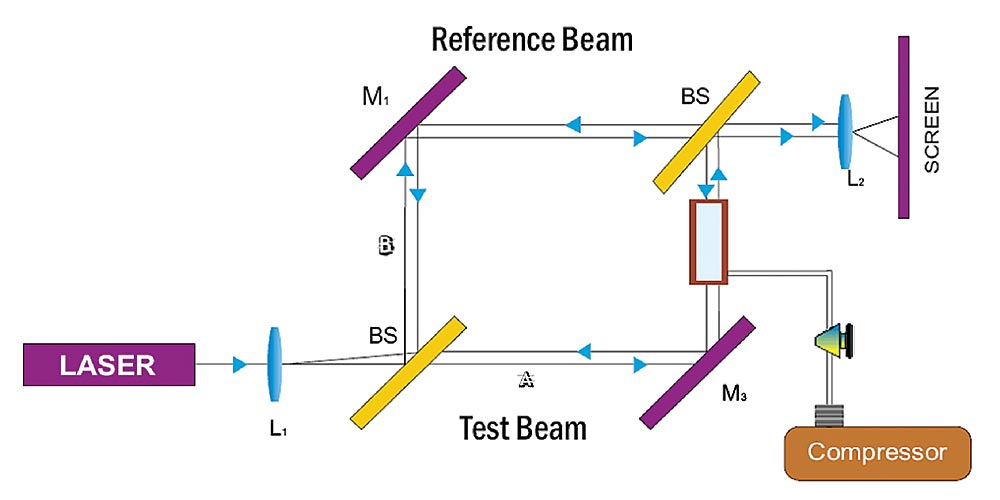 Reference Beam
M₁
BS
SCREEN
L₂
B
BS
LASER
A
M₃
L₁
Test Beam
Compressor